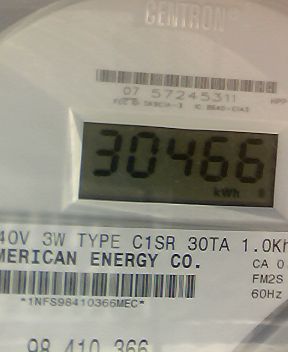 CENTRON®
07 57245311
HPP
30466
kWh
40V 3W TYPE C1SR 30TA 1.0Kh
MERICAN ENERGY CO.
CA 0.
FM2S
60Hz
*1NFS98410366MEC*
98 410 366